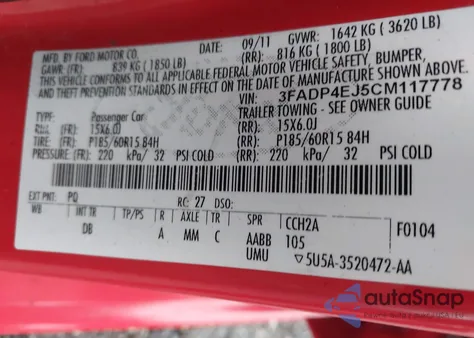 MFD. BY FORD MOTOR CO.
DATE: 09/11 GVWR: 1642 KG (3620 LB)
GAWR: (FR): 839 KG (1850 LB) (RR): 816 KG (1800 LB)
THIS VEHICLE CONFORMS TO ALL APPLICABLE FEDERAL MOTOR VEHICLE SAFETY, BUMPER,
AND THEFT PREVENTION STANDARDS IN EFFECT ON THE DATE OF MANUFACTURE SHOWN ABOVE.
VIN: 3FADP4EJ5CM117778
TYPE: Passenger Car TRAILER TOWING - SEE OWNER GUIDE
RIMS: (FR): 15X6.0J (RR): 15X6.0J
TIRES: (FR): P185/60R15 84H (RR): P185/60R15 84H
PRESSURE: (FR): 220 kPa/ 32 PSI COLD (RR): 220 kPa/ 32 PSI COLD
EXT PNT: PQ RC: 27 DSO:
WB INT TR TP/PS R AXLE TR SPR CCH2A F0104
DB A MM C AABB 105
UMU ▽5U5A-3520472-AA
autoSnap